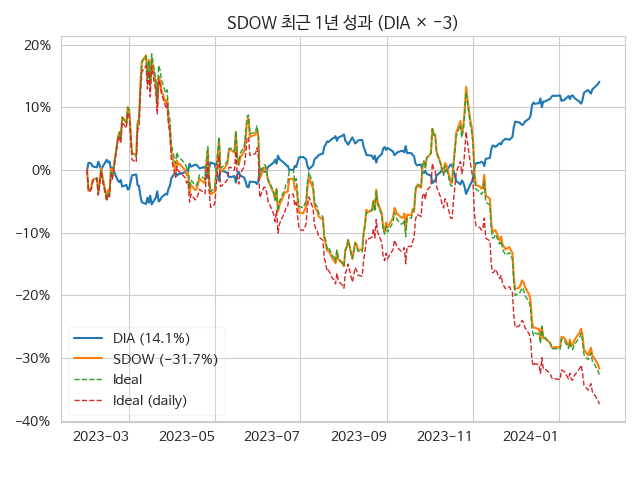 SDOW 최근 1년 성과 (DIA × −3)
20%
10%
0%
−10%
−20%
−30%
−40%
DIA (14.1%)
SDOW (−31.7%)
Ideal
Ideal (daily)
2023−03
2023−05
2023−07
2023−09
2023−11
2024−01